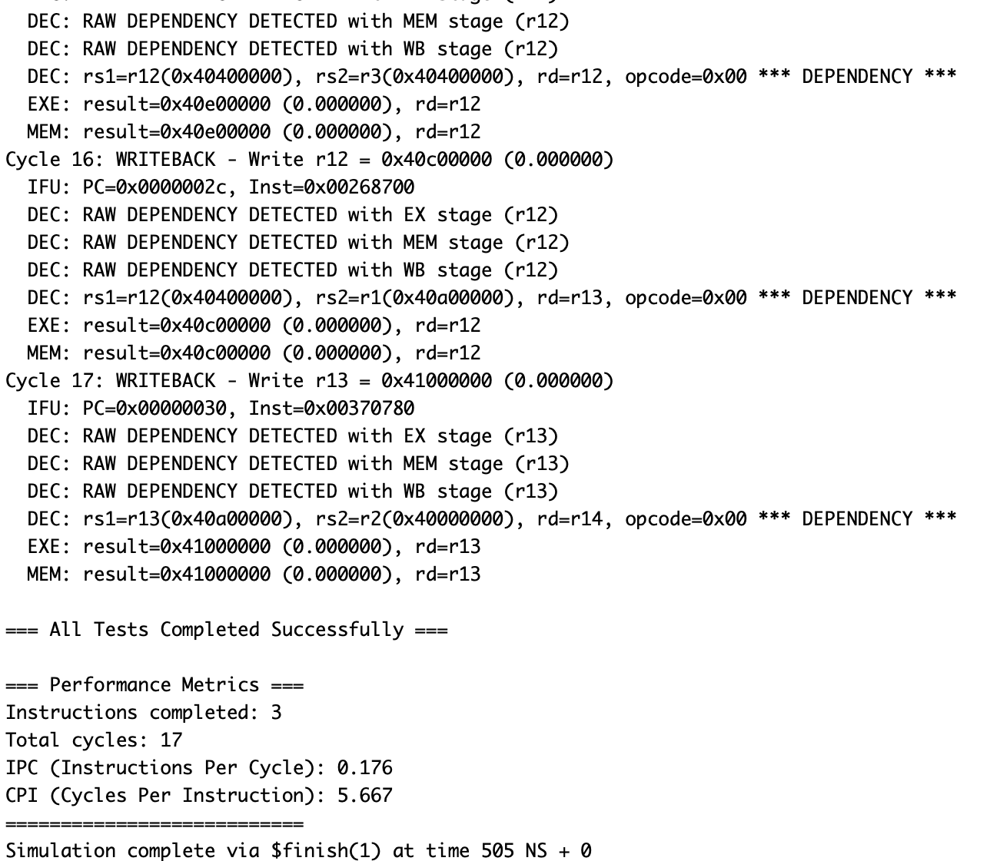 DEC: RAW DEPENDENCY DETECTED with MEM stage (r12)
DEC: RAW DEPENDENCY DETECTED with WB stage (r12)
DEC: rs1=r12(0x40400000), rs2=r3(0x40400000), rd=r12, opcode=0x00 *** DEPENDENCY ***
EXE: result=0x40e00000 (0.000000), rd=r12
MEM: result=0x40e00000 (0.000000), rd=r12
Cycle 16: WRITEBACK - Write r12 = 0x40c00000 (0.000000)
IFU: PC=0x0000002c, Inst=0x00268700
DEC: RAW DEPENDENCY DETECTED with EX stage (r12)
DEC: RAW DEPENDENCY DETECTED with MEM stage (r12)
DEC: RAW DEPENDENCY DETECTED with WB stage (r12)
DEC: rs1=r12(0x40400000), rs2=r1(0x40a00000), rd=r13, opcode=0x00 *** DEPENDENCY ***
EXE: result=0x40c00000 (0.000000), rd=r12
MEM: result=0x40c00000 (0.000000), rd=r12
Cycle 17: WRITEBACK - Write r13 = 0x41000000 (0.000000)
IFU: PC=0x00000030, Inst=0x00370780
DEC: RAW DEPENDENCY DETECTED with EX stage (r13)
DEC: RAW DEPENDENCY DETECTED with MEM stage (r13)
DEC: RAW DEPENDENCY DETECTED with WB stage (r13)
DEC: rs1=r13(0x40a00000), rs2=r2(0x40000000), rd=r14, opcode=0x00 *** DEPENDENCY ***
EXE: result=0x41000000 (0.000000), rd=r13
MEM: result=0x41000000 (0.000000), rd=r13
=== All Tests Completed Successfully ===
=== Performance Metrics ===
Instructions completed: 3
Total cycles: 17
IPC (Instructions Per Cycle): 0.176
CPI (Cycles Per Instruction): 5.667
===========================
Simulation complete via $finish(1) at time 505 NS + 0